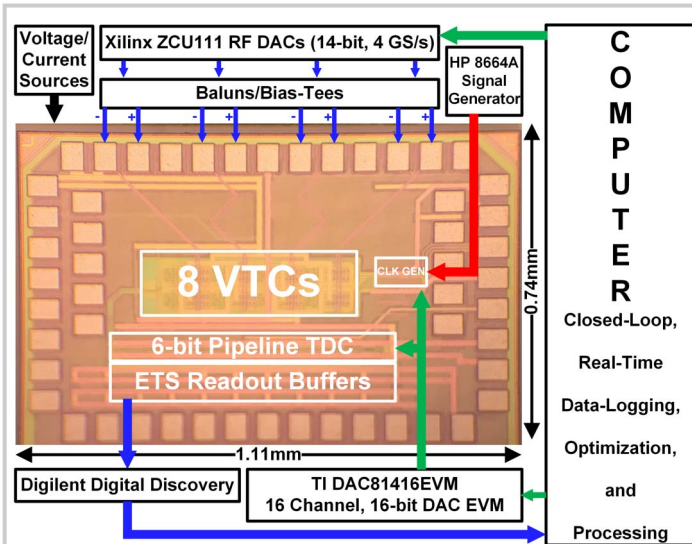 Voltage/
Current
Sources
Xilinx ZCU111 RF DACs (14-bit, 4 GS/s)
Baluns/Bias-Tees
- + - + - + - +
HP 8664A
Signal
Generator
8 VTCs
CLK GEN
6-bit Pipeline TDC
ETS Readout Buffers
0.74mm
1.11mm
Digilent Digital Discovery
TI DAC81416EVM
16 Channel, 16-bit DAC EVM
C
O
M
P
U
T
E
R
Closed-Loop,
Real-Time
Data-Logging,
Optimization,
and
Processing